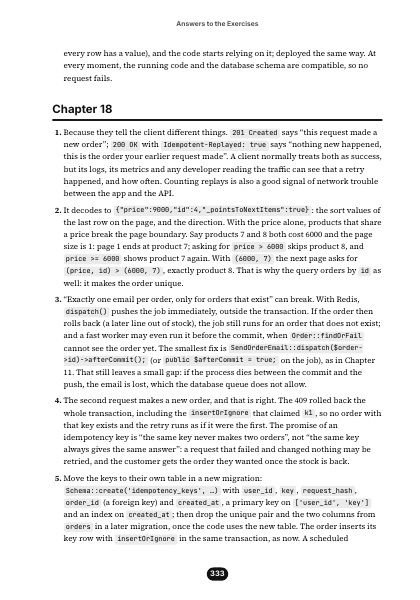 Answers to the Exercises
every row has a value), and the code starts relying on it; deployed the same way. At
every moment, the running code and the database schema are compatible, so no
request fails.
Chapter 18
1. Because they tell the client different things. 201 Created says “this request made a
new order”; 200 OK with Idempotent-Replayed: true says “nothing new happened,
this is the order your earlier request made”. A client normally treats both as success,
but its logs, its metrics and any developer reading the traffic can see that a retry
happened, and how often. Counting replays is also a good signal of network trouble
between the app and the API.
2. It decodes to {"price":9000,"id":4,"_pointsToNextItems":true} : the sort values of
the last row on the page, and the direction. With the price alone, products that share
a price break the page boundary. Say products 7 and 8 both cost 6000 and the page
size is 1: page 1 ends at product 7; asking for price > 6000 skips product 8, and
price >= 6000 shows product 7 again. With (6000, 7) the next page asks for
(price, id) > (6000, 7) , exactly product 8. That is why the query orders by id as
well: it makes the order unique.
3. “Exactly one email per order, only for orders that exist” can break. With Redis,
dispatch() pushes the job immediately, outside the transaction. If the order then
rolls back (a later line out of stock), the job still runs for an order that does not exist;
and a fast worker may even run it before the commit, when Order::findOrFail
cannot see the order yet. The smallest fix is SendOrderEmail::dispatch($order-
>id)->afterCommit(); (or public $afterCommit = true; on the job), as in Chapter
11. That still leaves a small gap: if the process dies between the commit and the
push, the email is lost, which the database queue does not allow.
4. The second request makes a new order, and that is right. The 409 rolled back the
whole transaction, including the insertOrIgnore that claimed k1 , so no order with
that key exists and the retry runs as if it were the first. The promise of an
idempotency key is “the same key never makes two orders”, not “the same key
always gives the same answer”: a request that failed and changed nothing may be
retried, and the customer gets the order they wanted once the stock is back.
5. Move the keys to their own table in a new migration:
Schema::create('idempotency_keys', …) with user_id , key , request_hash ,
order_id (a foreign key) and created_at , a primary key on ['user_id', 'key']
and an index on created_at ; then drop the unique pair and the two columns from
orders in a later migration, once the code uses the new table. The order inserts its
key row with insertOrIgnore in the same transaction, as now. A scheduled
333